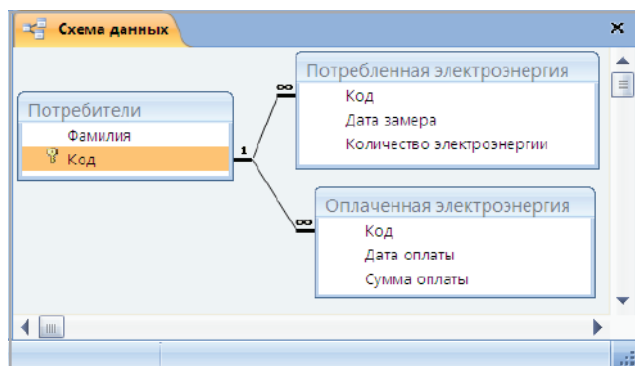 Схема данных
Потребители
Фамилия
Код
1
∞
Потребленная электроэнергия
Код
Дата замера
Количество электроэнергии
∞
Оплаченная электроэнергия
Код
Дата оплаты
Сумма оплаты